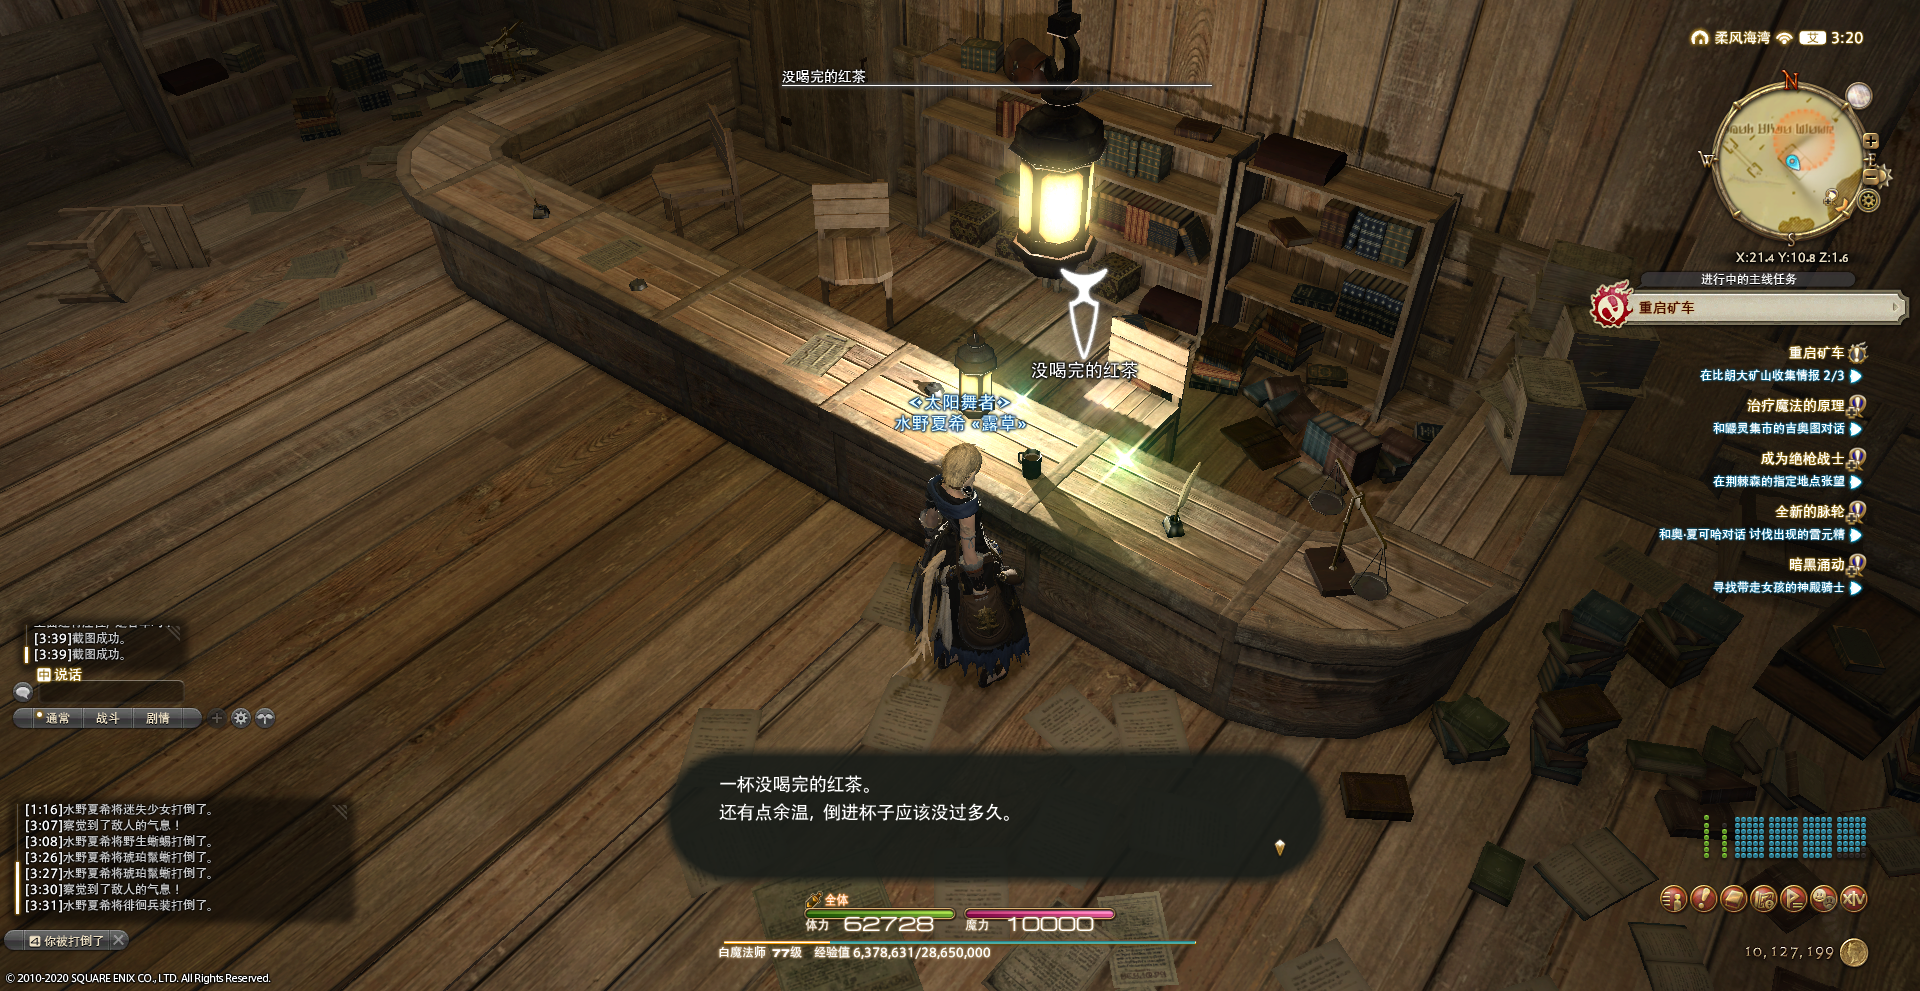 没喝完的红茶
柔风海湾 艾 3:20
N
W
E
S
X:21.4 Y:10.8 Z:1.6
进行中的主线任务
重启矿车
重启矿车
在比朗大矿山收集情报 2/3
治疗魔法的原理
和鼹灵集市的吉奥图对话
成为绝枪战士
在荆棘森的指定地点张望
全新的脉轮
和奥·夏可哈对话 讨伐出现的雷元精
暗黑涌动
寻找带走女孩的神殿骑士
没喝完的红茶
≪太阳舞者≫
水野夏希 «露草»
[3:39]截图成功。
[3:39]截图成功。
说话
通常 战斗 剧情
一杯没喝完的红茶。
还有点余温，倒进杯子应该没过多久。
[1:16]水野夏希将迷失少女打倒了。
[3:07]察觉到了敌人的气息！
[3:08]水野夏希将野生蜥蜴打倒了。
[3:26]水野夏希将琥珀鬣蜥打倒了。
[3:27]水野夏希将琥珀鬣蜥打倒了。
[3:30]察觉到了敌人的气息！
[3:31]水野夏希将徘徊兵装打倒了。
4 你被打倒了
全体
体力 62728 魔力 10000
白魔法师 77级 经验值 6,378,631/28,650,000
XIV
10,127,199
© 2010-2020 SQUARE ENIX CO., LTD. All Rights Reserved.